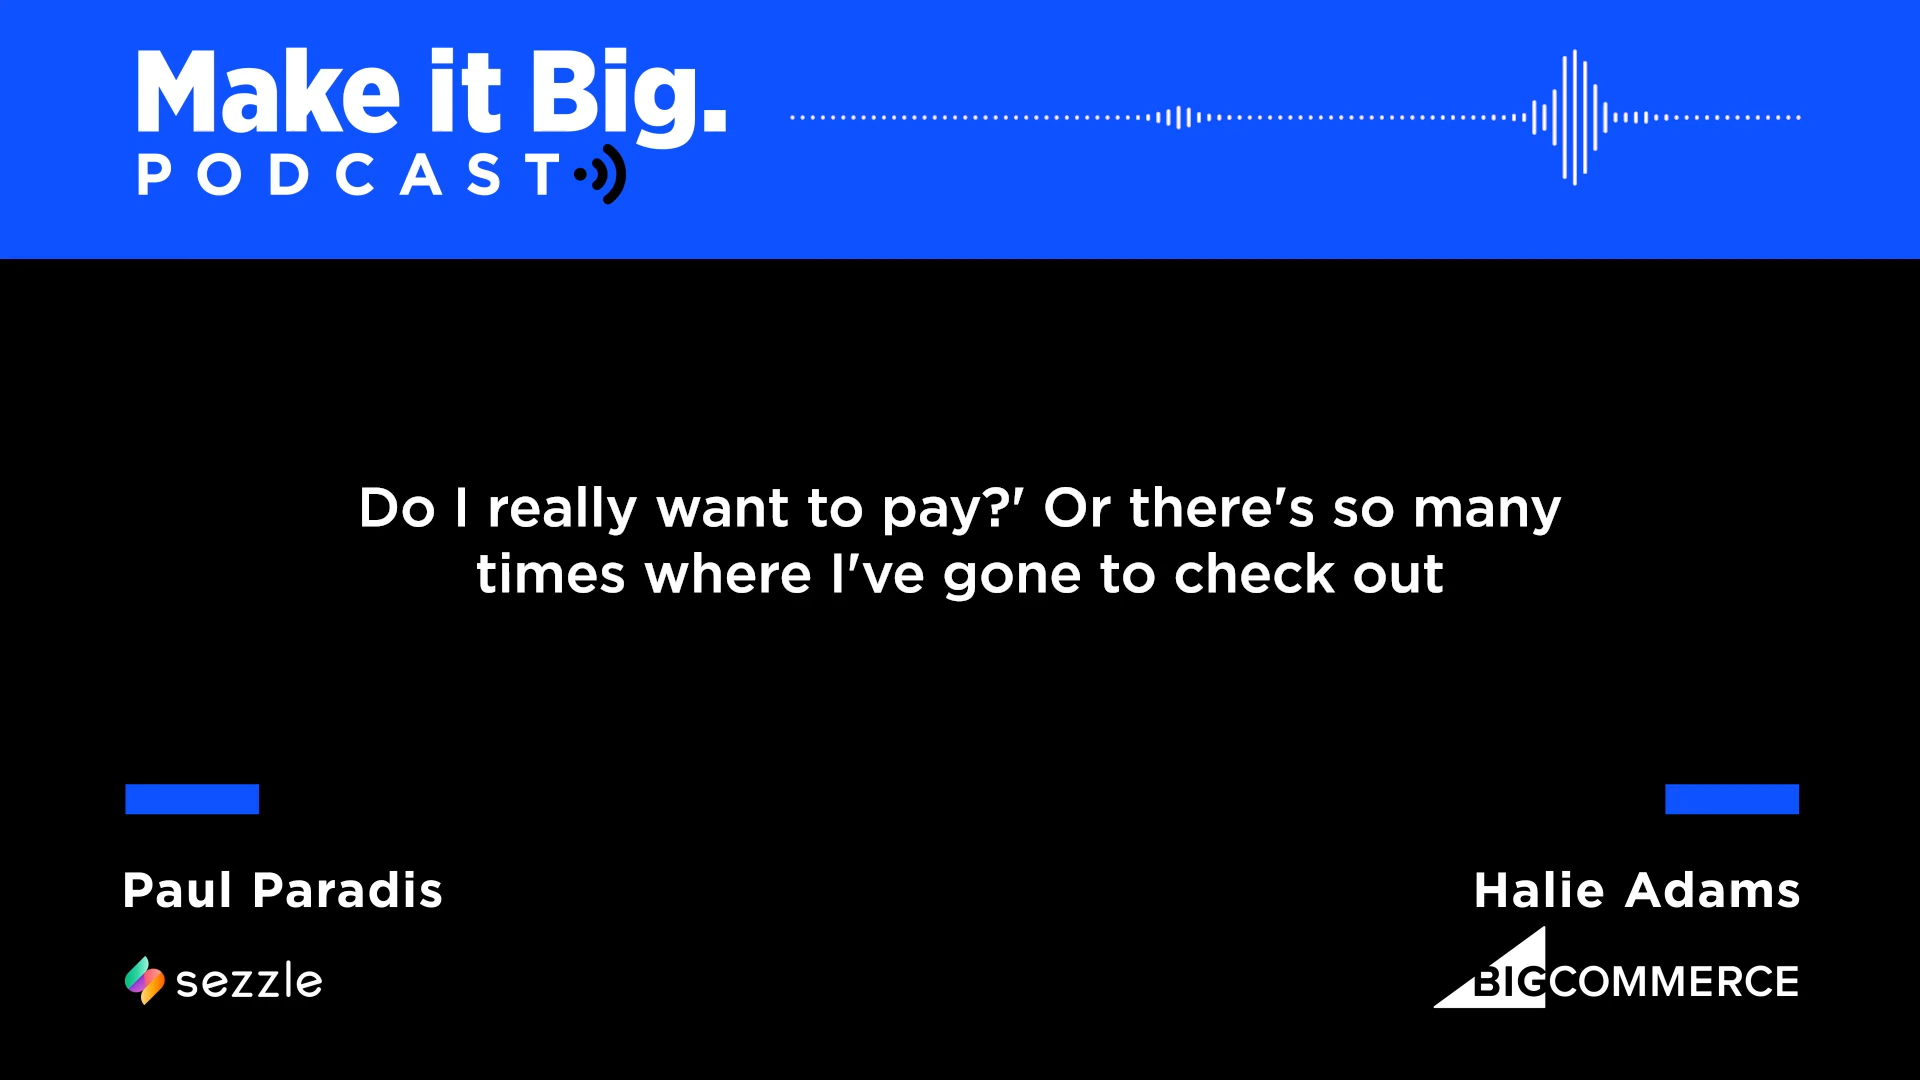 Make it Big.
PODCAST
Do I really want to pay?' Or there's so many
times where I've gone to check out
Paul Paradis
Halie Adams
sezzle
BIGCOMMERCE